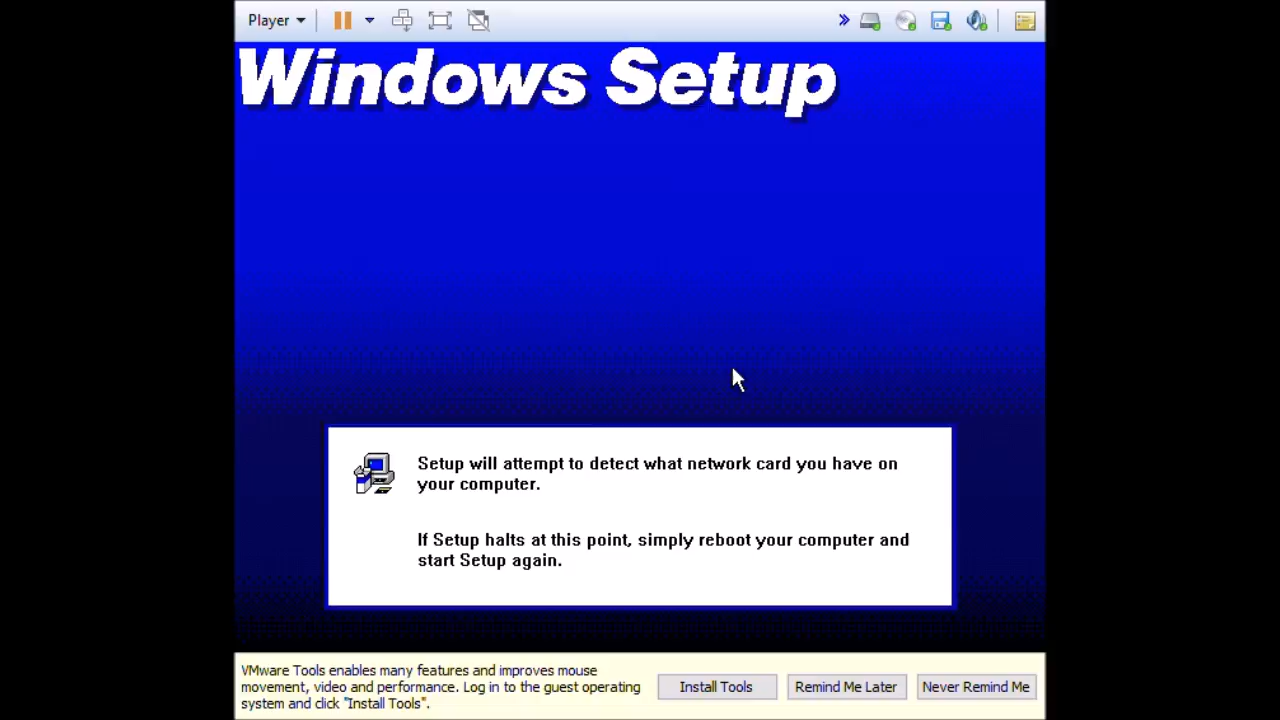 Player
Windows Setup
Setup will attempt to detect what network card you have on
your computer.
If Setup halts at this point, simply reboot your computer and
start Setup again.
VMware Tools enables many features and improves mouse
movement, video and performance. Log in to the guest operating
system and click "Install Tools".
Install Tools
Remind Me Later
Never Remind Me